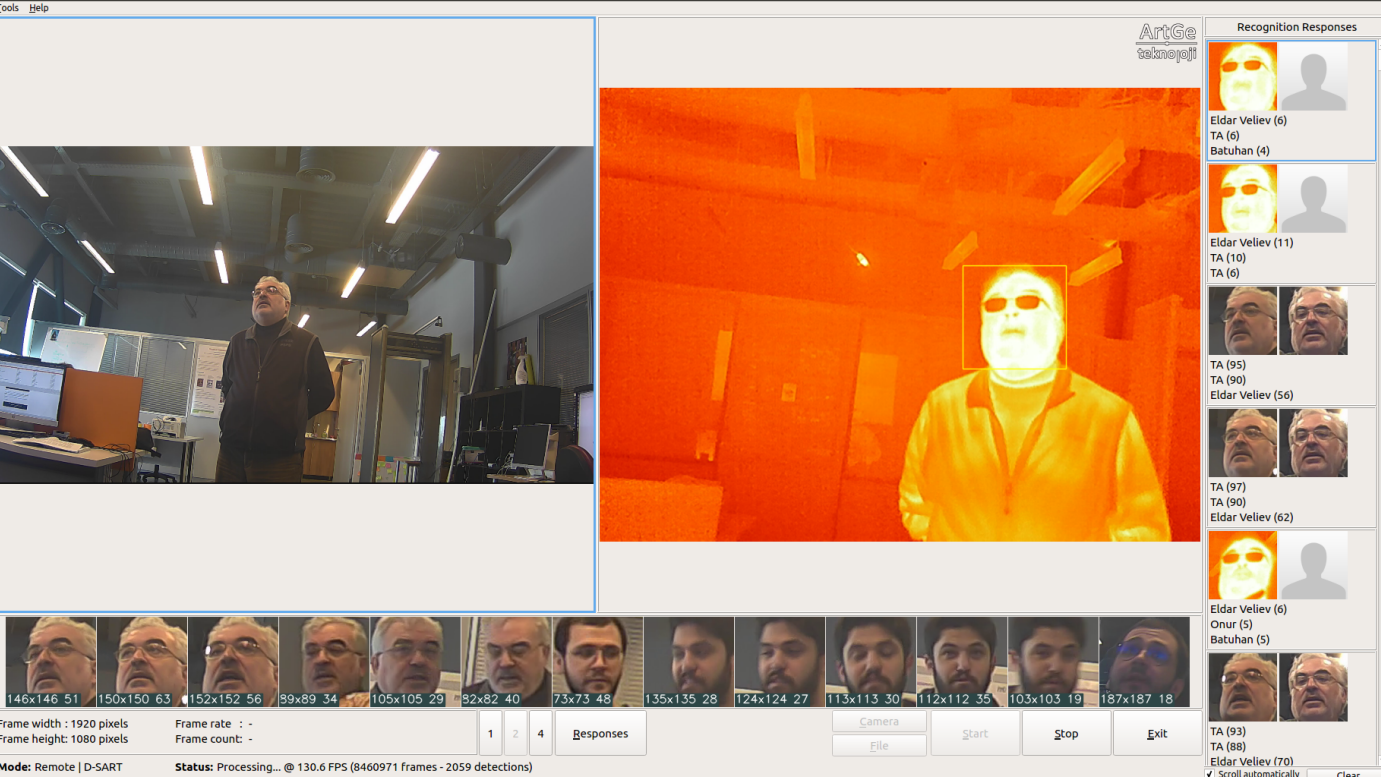 Tools Help
ArtGe
teknoloji
Recognition Responses
Eldar Veliev (6)
TA (6)
Batuhan (4)
Eldar Veliev (11)
TA (10)
TA (6)
TA (95)
TA (90)
Eldar Veliev (56)
TA (97)
TA (90)
Eldar Veliev (62)
Eldar Veliev (6)
Onur (5)
Batuhan (5)
TA (93)
TA (88)
Eldar Veliev (70)
146x146 51
150x150 63
152x152 56
89x89 34
105x105 29
82x82 40
73x73 48
135x135 28
124x124 27
113x113 30
112x112 35
103x103 19
187x187 18
Frame width : 1920 pixels
Frame height: 1080 pixels
Frame rate : -
Frame count: -
1
2
4
Responses
Camera
File
Start
Stop
Exit
Mode: Remote | D-SART
Status: Processing... @ 130.6 FPS (8460971 frames - 2059 detections)
Scroll automatically
Clear